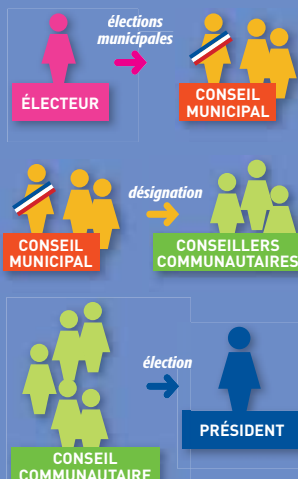 élections
municipales
ÉLECTEUR
CONSEIL
MUNICIPAL
désignation
CONSEIL
MUNICIPAL
CONSEILLERS
COMMUNAUTAIRES
élection
PRÉSIDENT
CONSEIL
COMMUNAUTAIRE